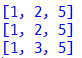 [1, 2, 5]
[1, 2, 5]
[1, 3, 5]